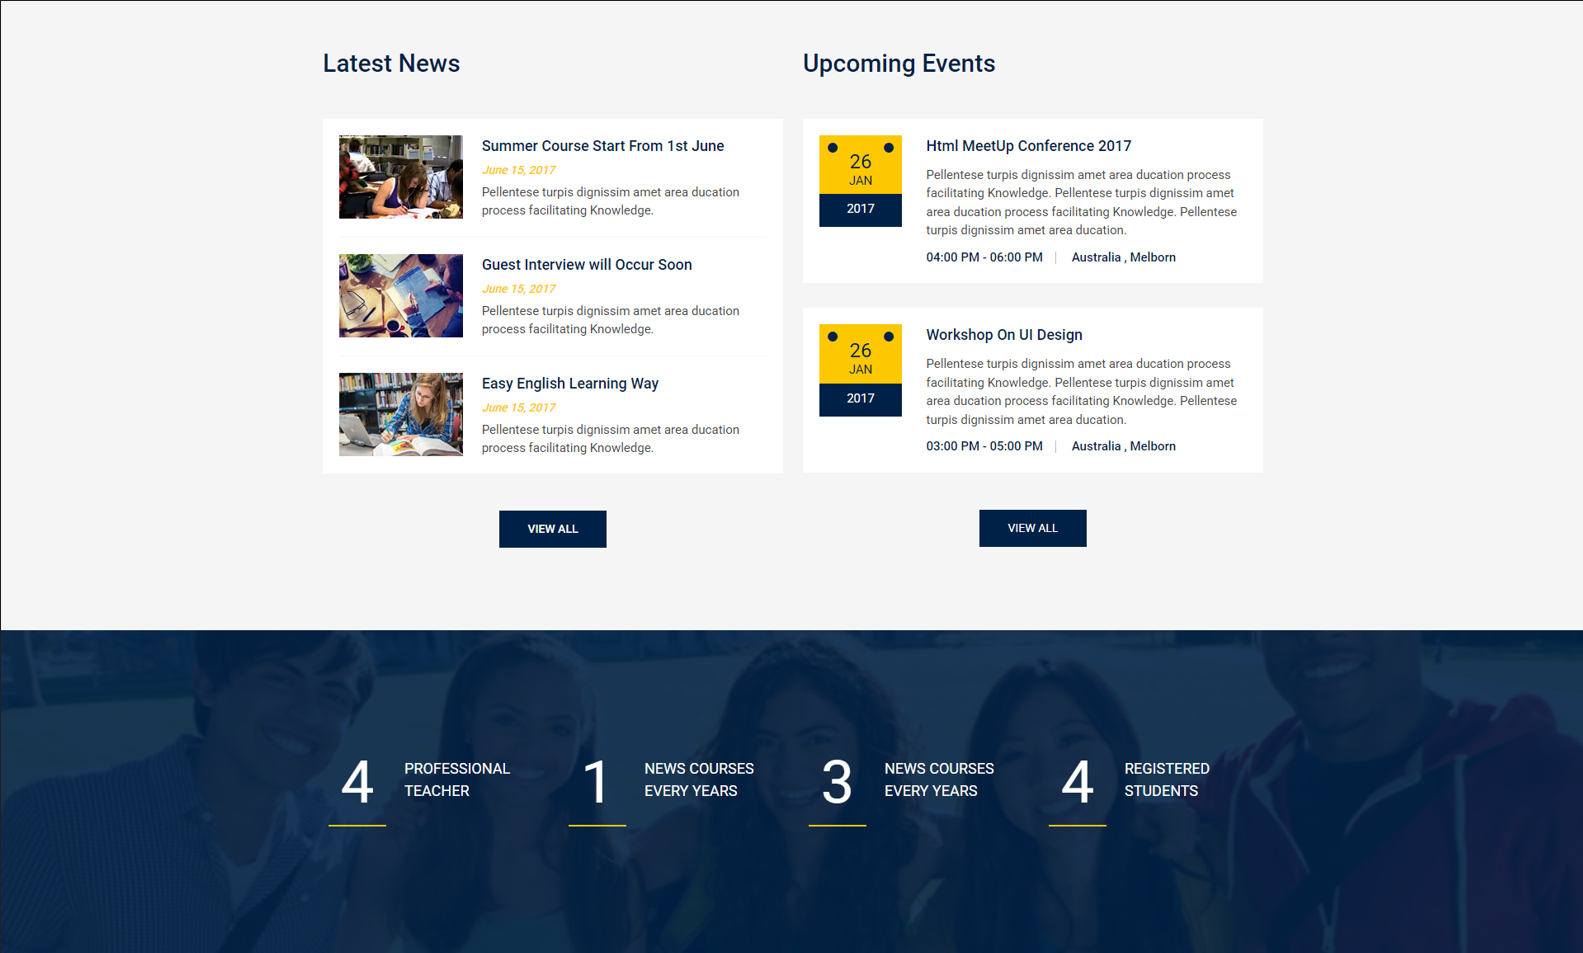 Latest News
Summer Course Start From 1st June
June 15, 2017
Pellentese turpis dignissim amet area ducation
process facilitating Knowledge.
Guest Interview will Occur Soon
June 15, 2017
Pellentese turpis dignissim amet area ducation
process facilitating Knowledge.
Easy English Learning Way
June 15, 2017
Pellentese turpis dignissim amet area ducation
process facilitating Knowledge.
VIEW ALL
Upcoming Events
26
JAN
2017
Html MeetUp Conference 2017
Pellentese turpis dignissim amet area ducation process
facilitating Knowledge. Pellentese turpis dignissim amet
area ducation process facilitating Knowledge. Pellentese
turpis dignissim amet area ducation.
04:00 PM - 06:00 PM | Australia , Melborn
26
JAN
2017
Workshop On UI Design
Pellentese turpis dignissim amet area ducation process
facilitating Knowledge. Pellentese turpis dignissim amet
area ducation process facilitating Knowledge. Pellentese
turpis dignissim amet area ducation.
03:00 PM - 05:00 PM | Australia , Melborn
VIEW ALL
4
PROFESSIONAL
TEACHER
1
NEWS COURSES
EVERY YEARS
3
NEWS COURSES
EVERY YEARS
4
REGISTERED
STUDENTS